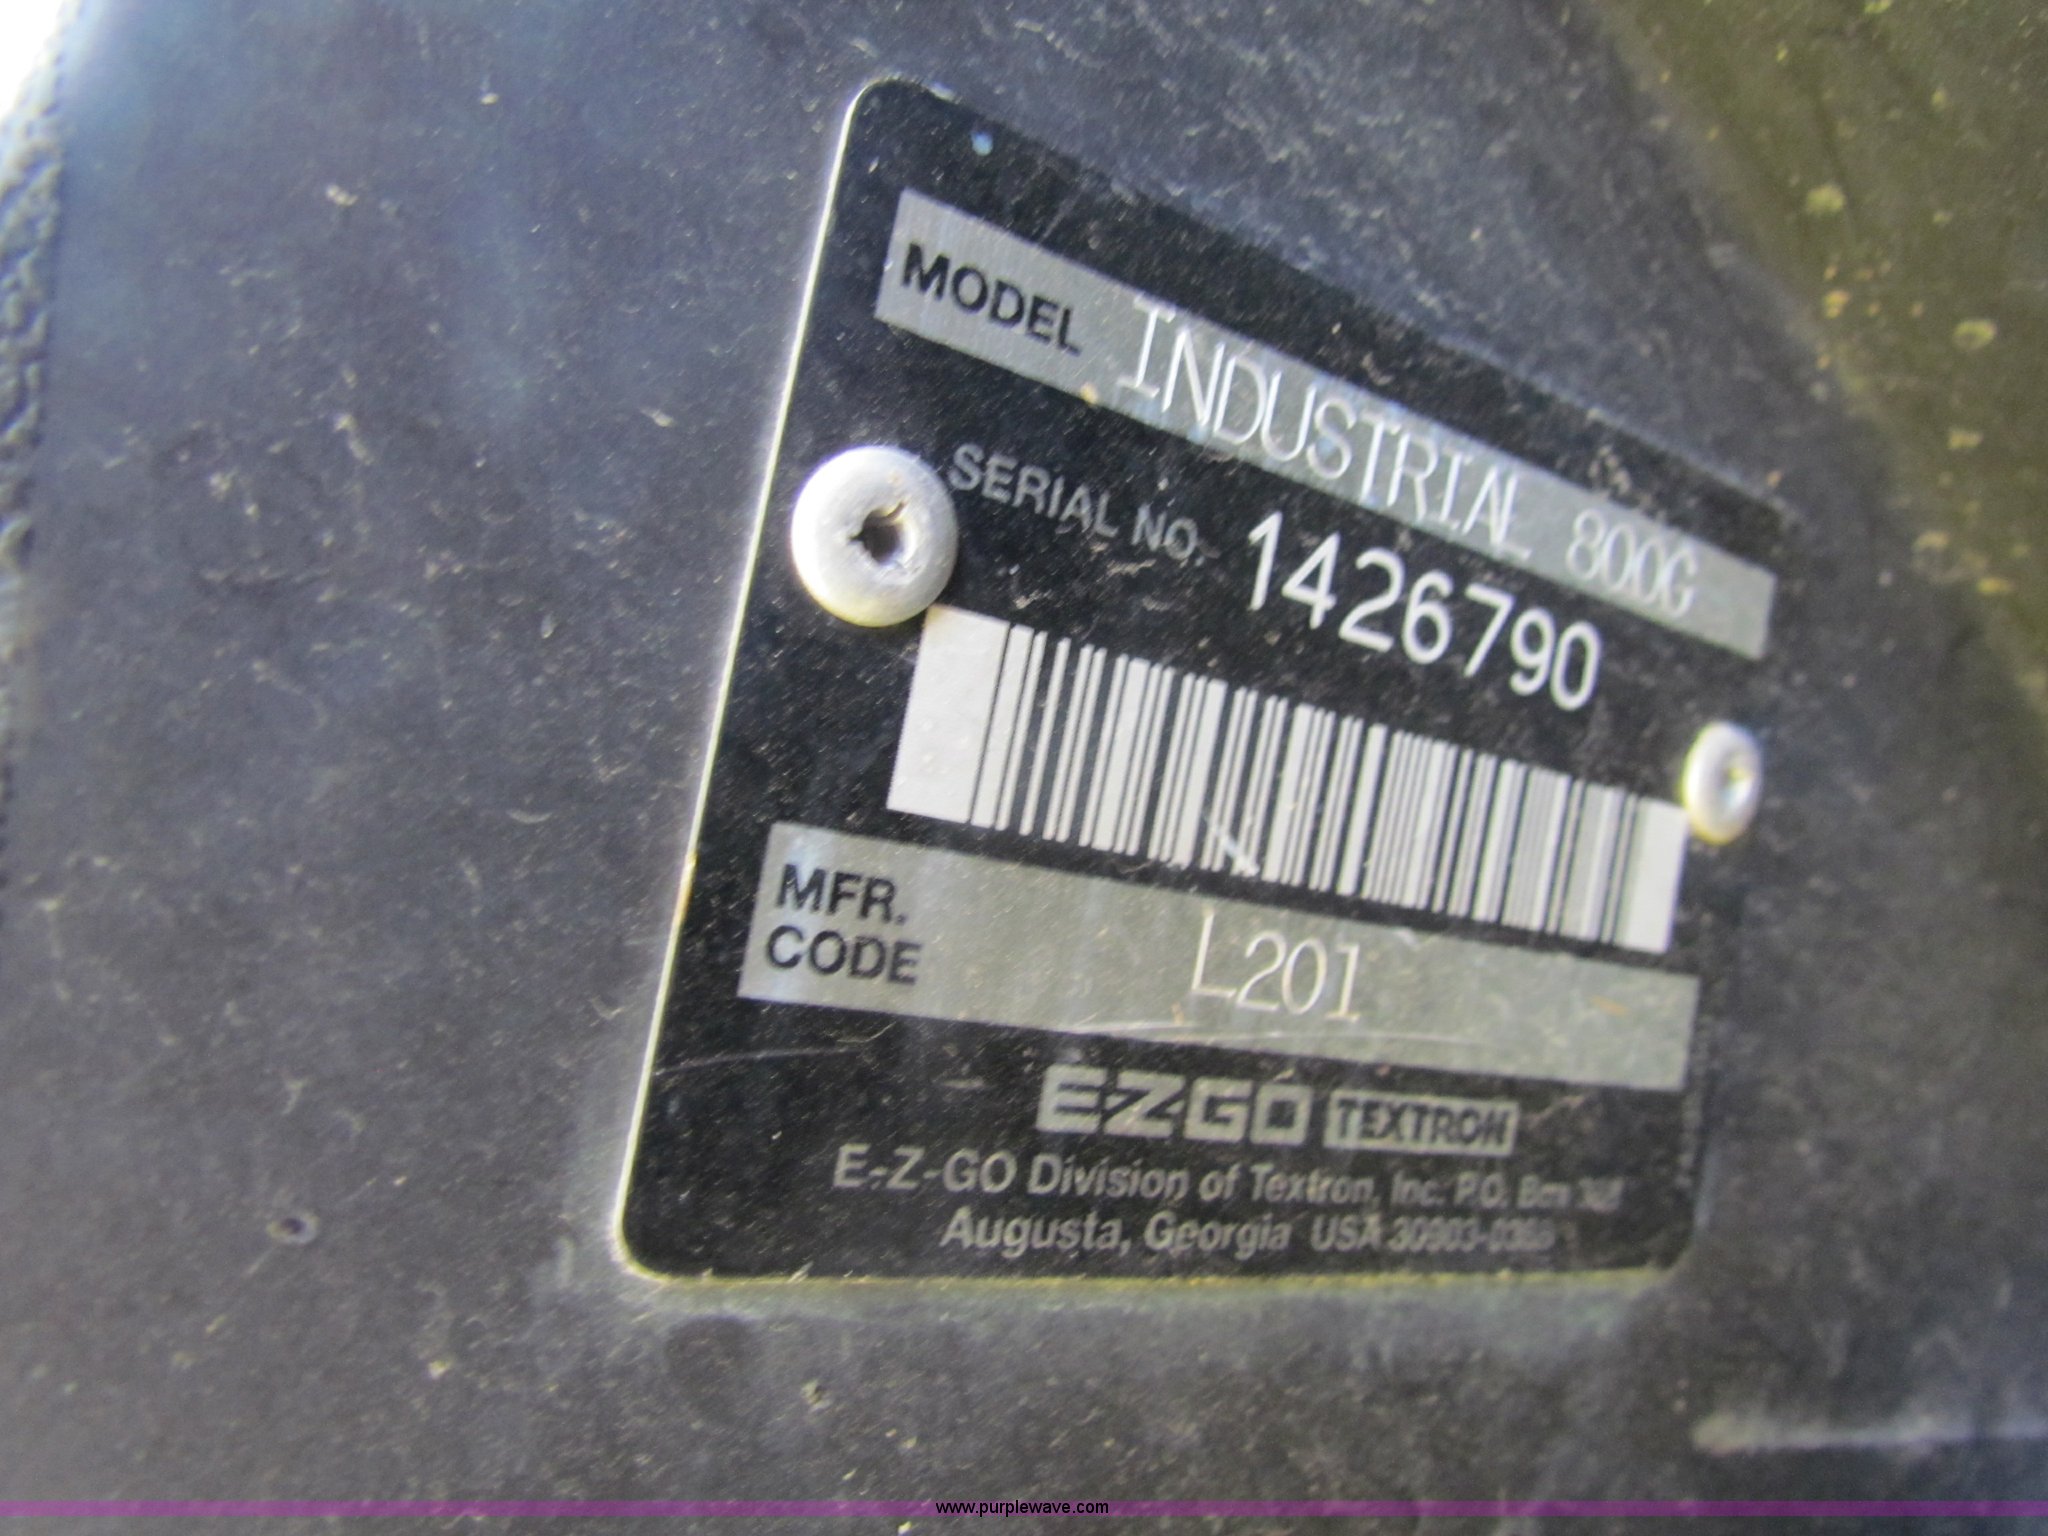 MODEL INDUSTRIAL 800G
SERIAL NO. 1426790
MFR.
CODE L201
E-Z-GO TEXTRON
E-Z-GO Division of Textron, Inc. P.O.
Augusta, Georgia USA
www.purplewave.com